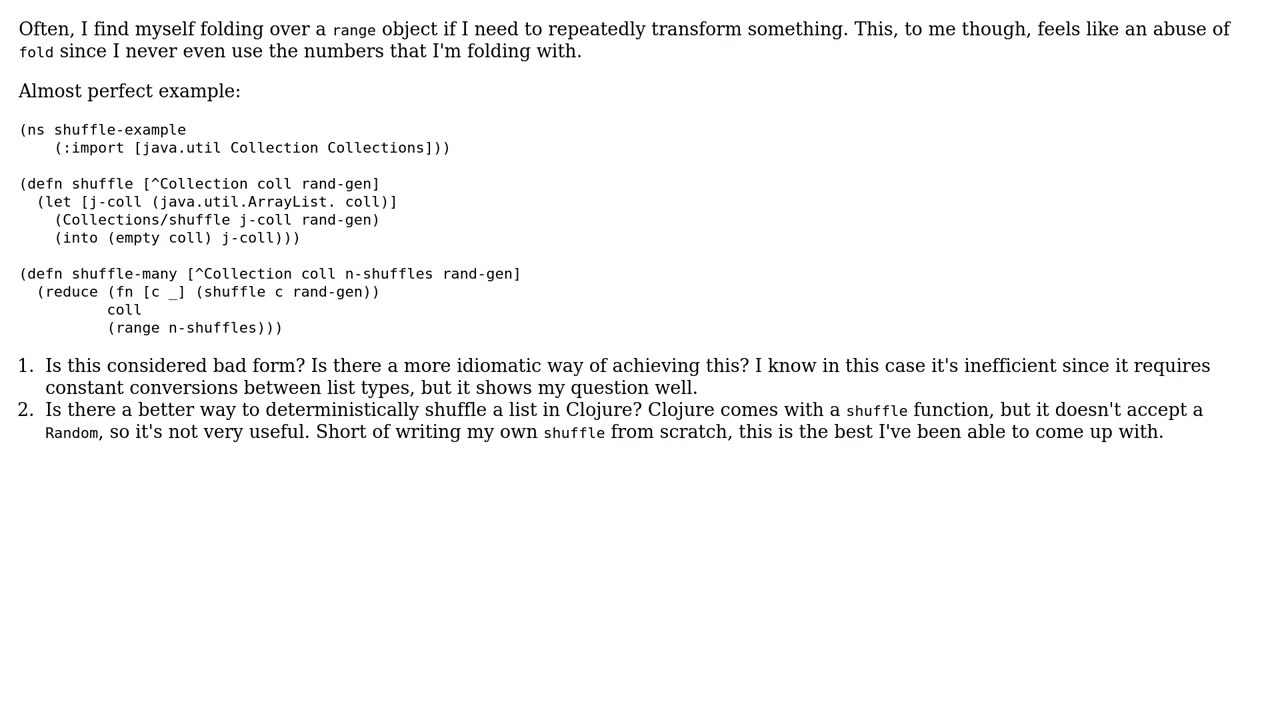 Often, I find myself folding over a range object if I need to repeatedly transform something. This, to me though, feels like an abuse of
fold since I never even use the numbers that I'm folding with.
Almost perfect example:
(ns shuffle-example
    (:import [java.util Collection Collections]))
(defn shuffle [^Collection coll rand-gen]
  (let [j-coll (java.util.ArrayList. coll)]
    (Collections/shuffle j-coll rand-gen)
    (into (empty coll) j-coll)))
(defn shuffle-many [^Collection coll n-shuffles rand-gen]
  (reduce (fn [c _] (shuffle c rand-gen))
          coll
          (range n-shuffles)))
1. Is this considered bad form? Is there a more idiomatic way of achieving this? I know in this case it's inefficient since it requires
constant conversions between list types, but it shows my question well.
2. Is there a better way to deterministically shuffle a list in Clojure? Clojure comes with a shuffle function, but it doesn't accept a
Random, so it's not very useful. Short of writing my own shuffle from scratch, this is the best I've been able to come up with.